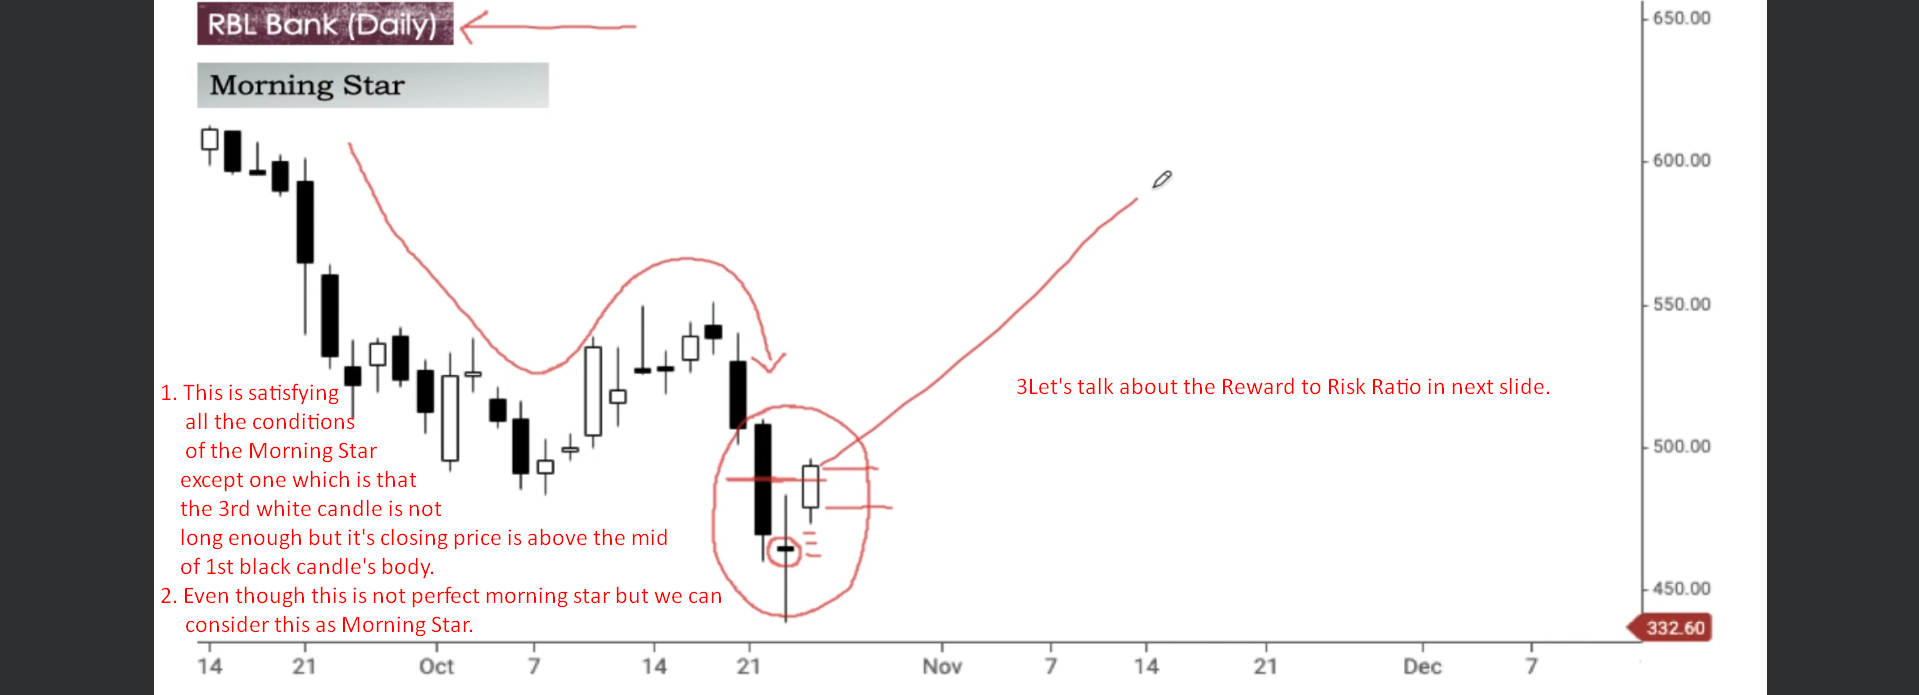 RBL Bank (Daily)
Morning Star
650.00
600.00
550.00
500.00
450.00
332.60
1. This is satisfying
all the conditions
of the Morning Star
except one which is that
the 3rd white candle is not
long enough but it's closing price is above the mid
of 1st black candle's body.
2. Even though this is not perfect morning star but we can
consider this as Morning Star.
3Let's talk about the Reward to Risk Ratio in next slide.
14 21 Oct 7 14 21 Nov 7 14 21 Dec 7